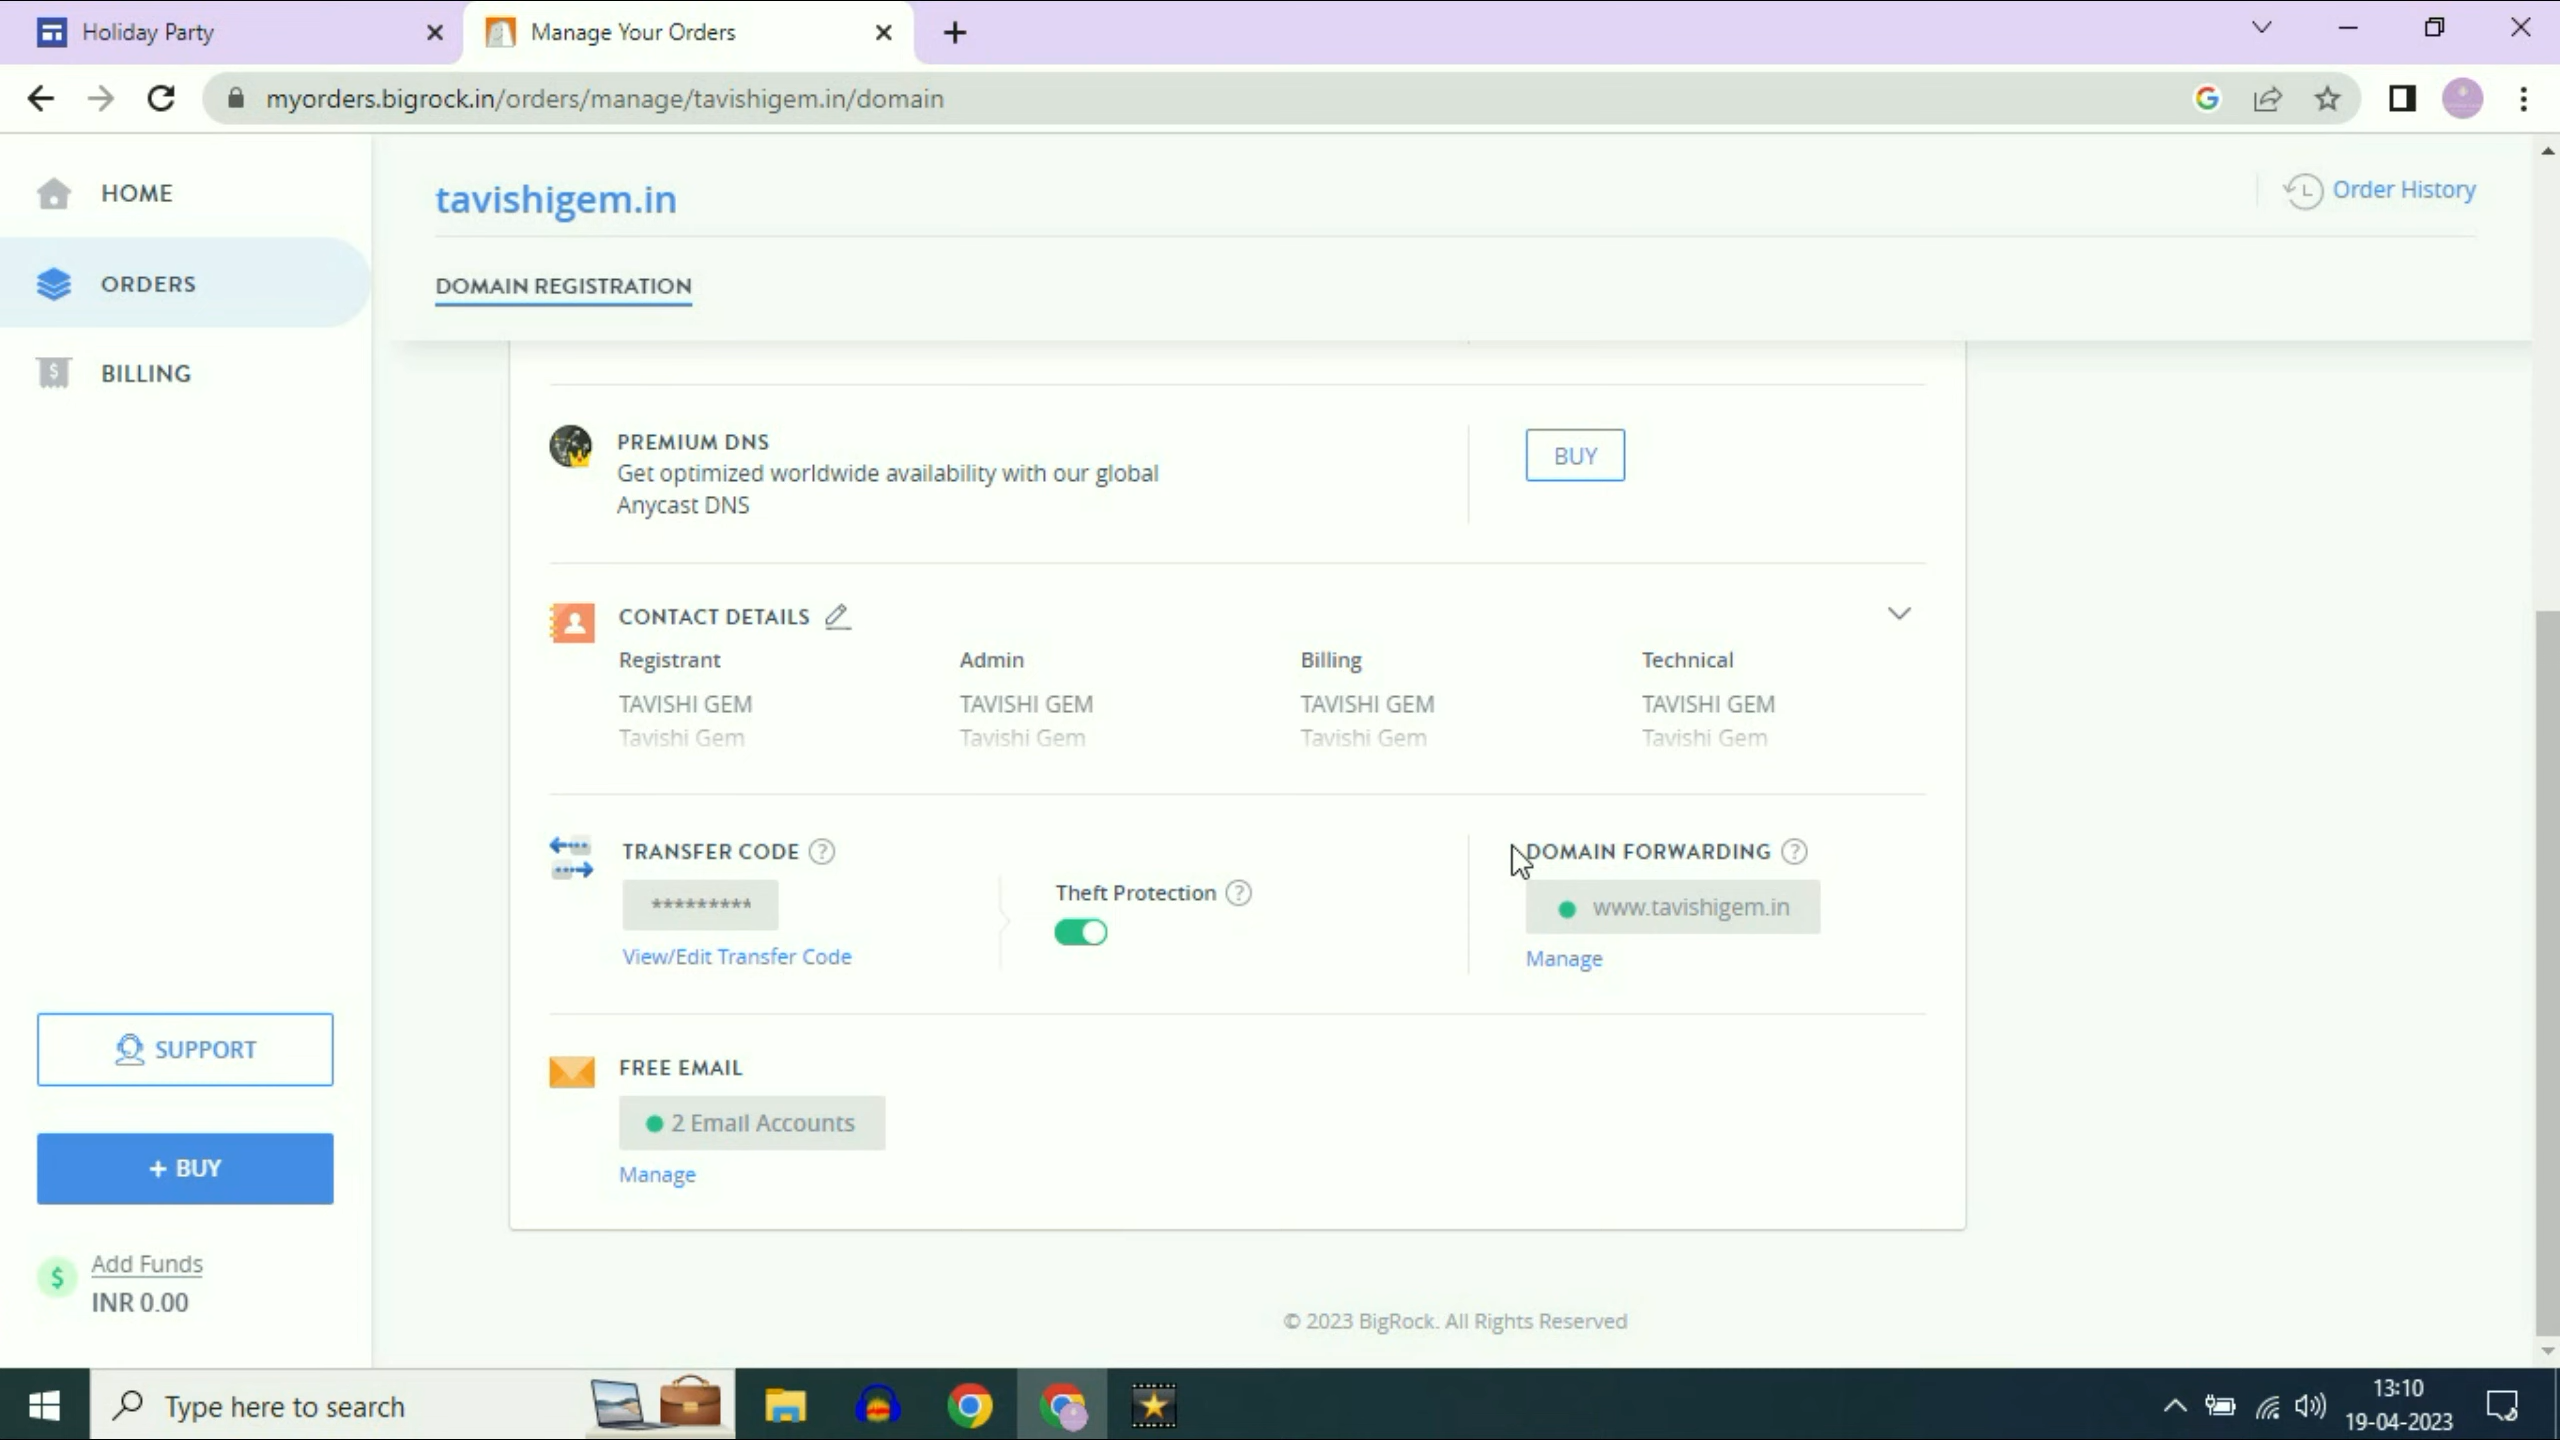 Holiday Party
Manage Your Orders
myorders.bigrock.in/orders/manage/tavishigem.in/domain
HOME
ORDERS
BILLING
SUPPORT
+ BUY
$ Add Funds
INR 0.00
tavishigem.in
Order History
DOMAIN REGISTRATION
PREMIUM DNS
Get optimized worldwide availability with our global
Anycast DNS
BUY
CONTACT DETAILS
Registrant Admin Billing Technical
TAVISHI GEM TAVISHI GEM TAVISHI GEM TAVISHI GEM
Tavishi Gem Tavishi Gem Tavishi Gem Tavishi Gem
TRANSFER CODE ?
*********
View/Edit Transfer Code
Theft Protection ?
DOMAIN FORWARDING ?
www.tavishigem.in
Manage
FREE EMAIL
2 Email Accounts
Manage
© 2023 BigRock. All Rights Reserved
Type here to search
13:10
19-04-2023